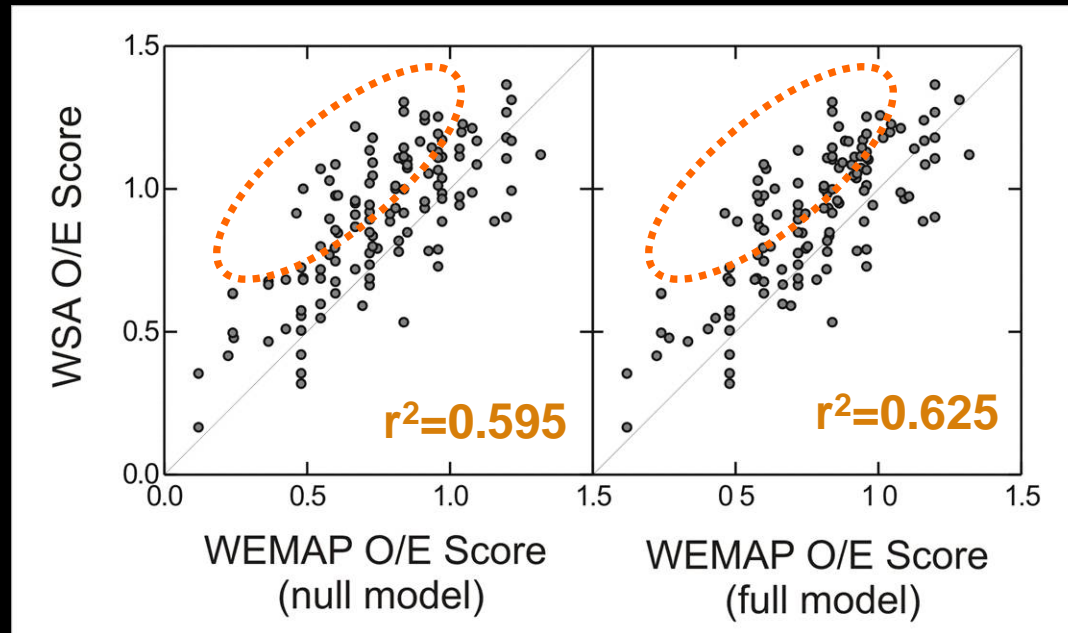 1.5
1.0
0.5
0.0
WSA O/E Score
r²=0.595
r²=0.625
0.0 0.5 1.0 1.5 0 5 1 0 1.5
WEMAP O/E Score
(null model)
WEMAP O/E Score
(full model)